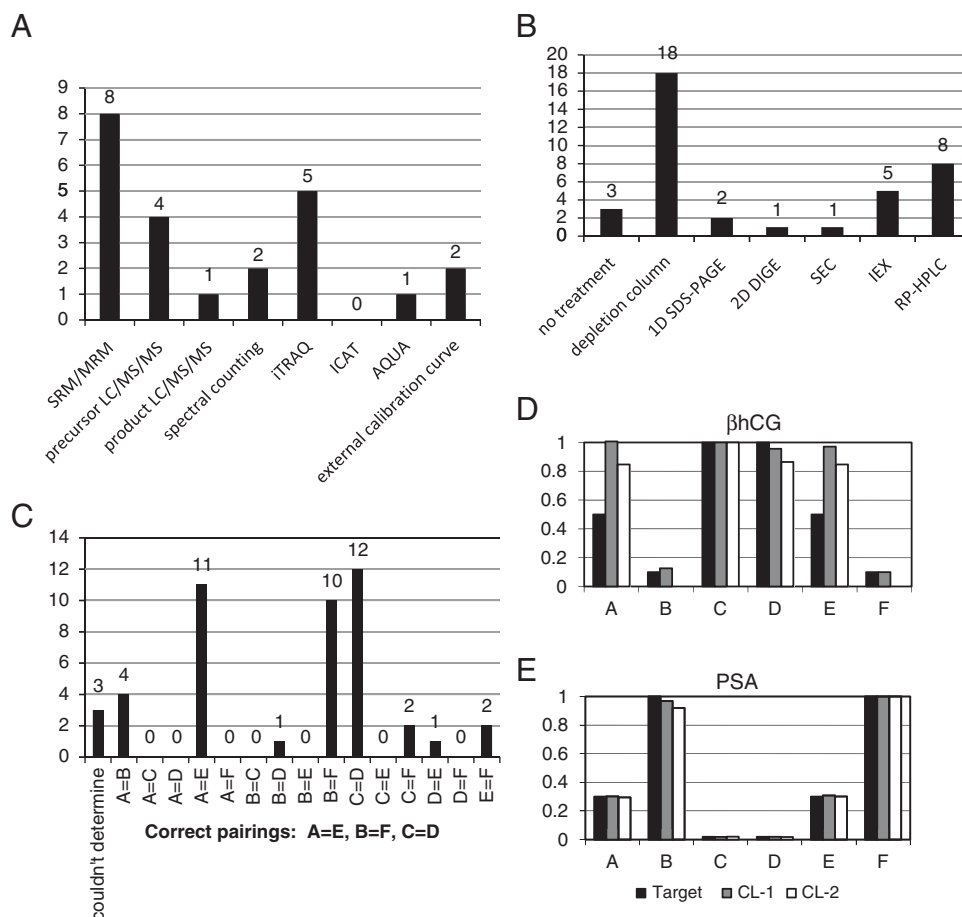 A
9
8
7
6
5
4
3
2
1
0
8
4
1
2
5
0
1
2
SRM/MRM
precursor LC/MS/MS
product LC/MS/MS
spectral counting
iTRAQ
ICAT
AQUA
external calibration curve
B
20
18
16
14
12
10
8
6
4
2
0
3
18
2
1
1
5
8
no treatment
depletion column
1D SDS-PAGE
2D DIGE
SEC
IEX
RP-HPLC
C
14
12
10
8
6
4
2
0
3
4
0
0
11
0
0
1
0
10
12
0
2
1
0
2
couldn't determine
A=B
A=C
A=D
A=E
A=F
B=C
B=D
B=E
B=F
C=D
C=E
C=F
D=E
D=F
E=F
Correct pairings: A=E, B=F, C=D
D
βhCG
1
0.8
0.6
0.4
0.2
0
A B C D E F
E
PSA
1
0.8
0.6
0.4
0.2
0
A B C D E F
Target CL-1 CL-2